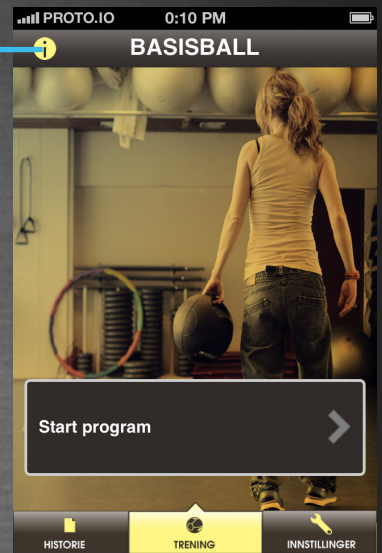 PROTO.IO 0:10 PM
BASISBALL
Start program
HISTORIE TRENING INNSTILLINGER